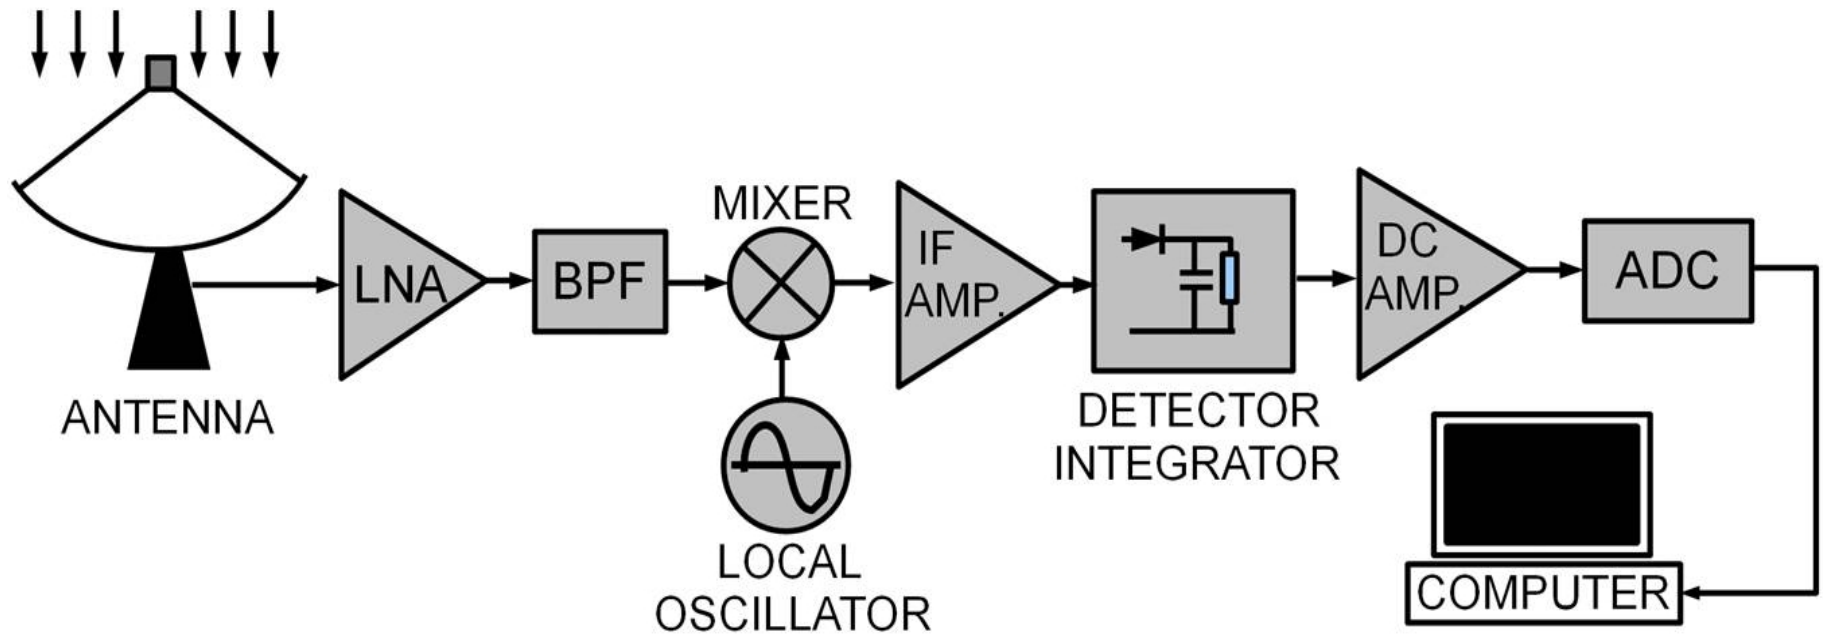 ANTENNA
LNA
BPF
MIXER
LOCAL
OSCILLATOR
IF
AMP.
DETECTOR
INTEGRATOR
DC
AMP.
ADC
COMPUTER